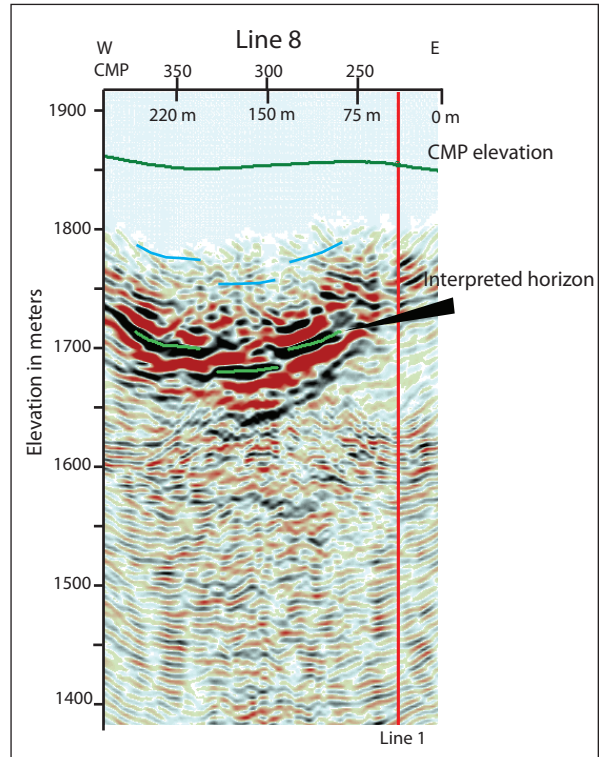 Line 8
W E
CMP 350 300 250
220 m 150 m 75 m 0 m
1900
CMP elevation
1800
Interpreted horizon
1700
Elevation in meters
1600
1500
1400
Line 1